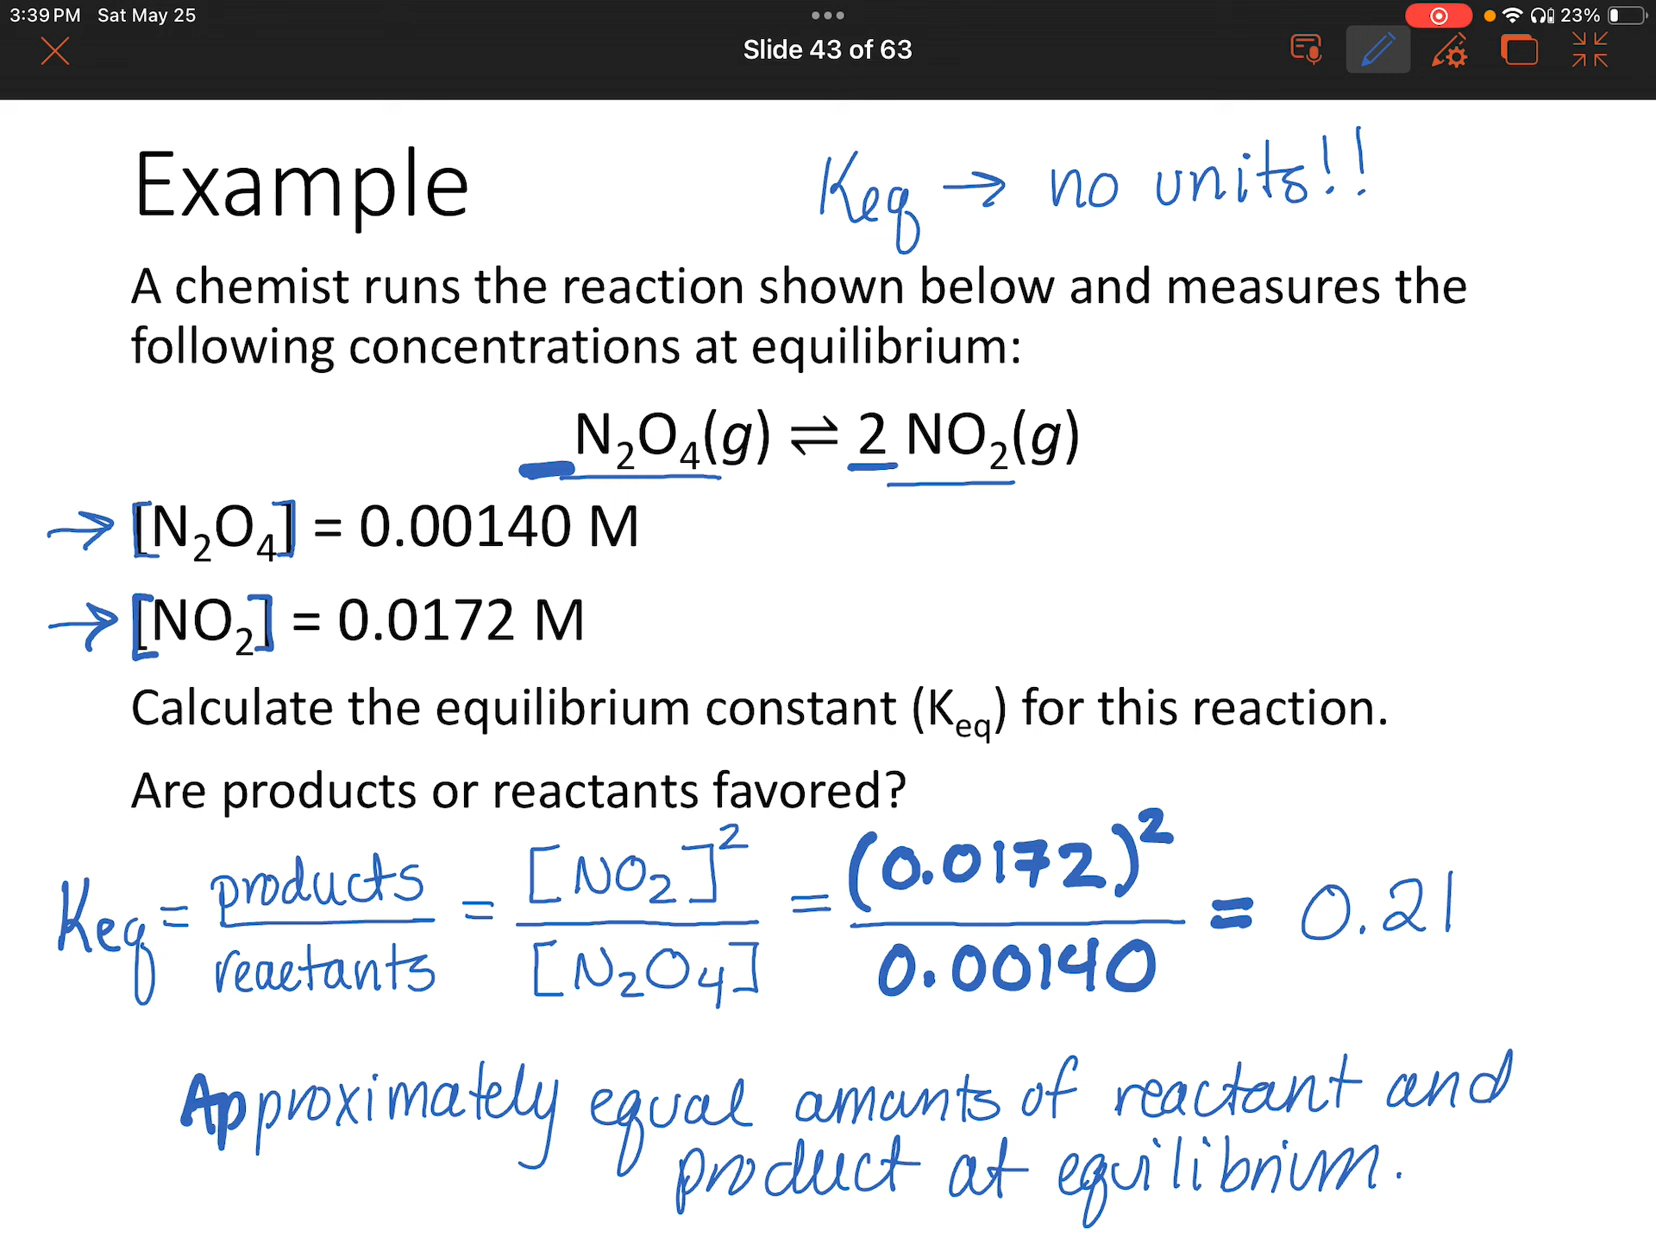 3:39 PM Sat May 25
23%
Slide 43 of 63
Example
Keq → no units!!
A chemist runs the reaction shown below and measures the
following concentrations at equilibrium:
N₂O₄(g) ⇌ 2 NO₂(g)
→ [N₂O₄] = 0.00140 M
→ [NO₂] = 0.0172 M
Calculate the equilibrium constant (Keq) for this reaction.
Are products or reactants favored?
Keq = products / reactants = [NO₂]² / [N₂O₄] = (0.0172)² / 0.00140 = 0.21
Approximately equal amounts of reactant and
product at equilibrium.